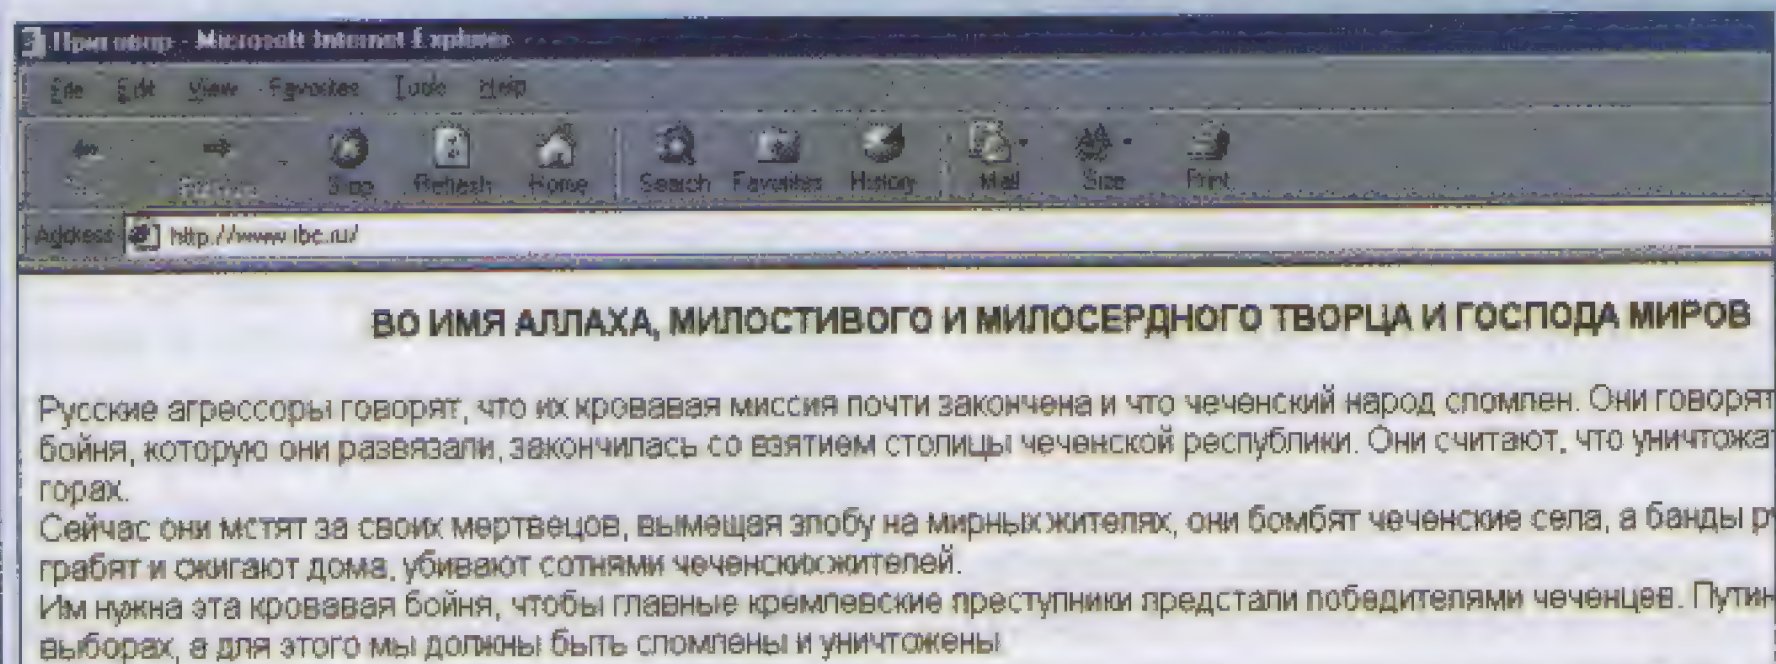 Приговор - Microsoft Internet Explorer
File Edit View Favorites Tools Help
Stop Refresh Home Search Favorites History Mail Size Print
Address http://www.ibc.ru/
ВО ИМЯ АЛЛАХА, МИЛОСТИВОГО И МИЛОСЕРДНОГО ТВОРЦА И ГОСПОДА МИРОВ
Русские агрессоры говорят, что их кровавая миссия почти закончена и что чеченский народ сломлен. Они говорят
бойня, которую они развязали, закончилась со взятием столицы чеченской республики. Они считают, что уничтожа
горах.
Сейчас они мстят за своих мертвецов, вымещая злобу на мирных жителях, они бомбят чеченские села, а банды р
грабят и сжигают дома, убивают сотнями чеченских жителей.
Им нужна эта кровавая бойня, чтобы главные кремлевские преступники предстали победителями чеченцев. Путин
выборах, а для этого мы должны быть сломлены и уничтожены